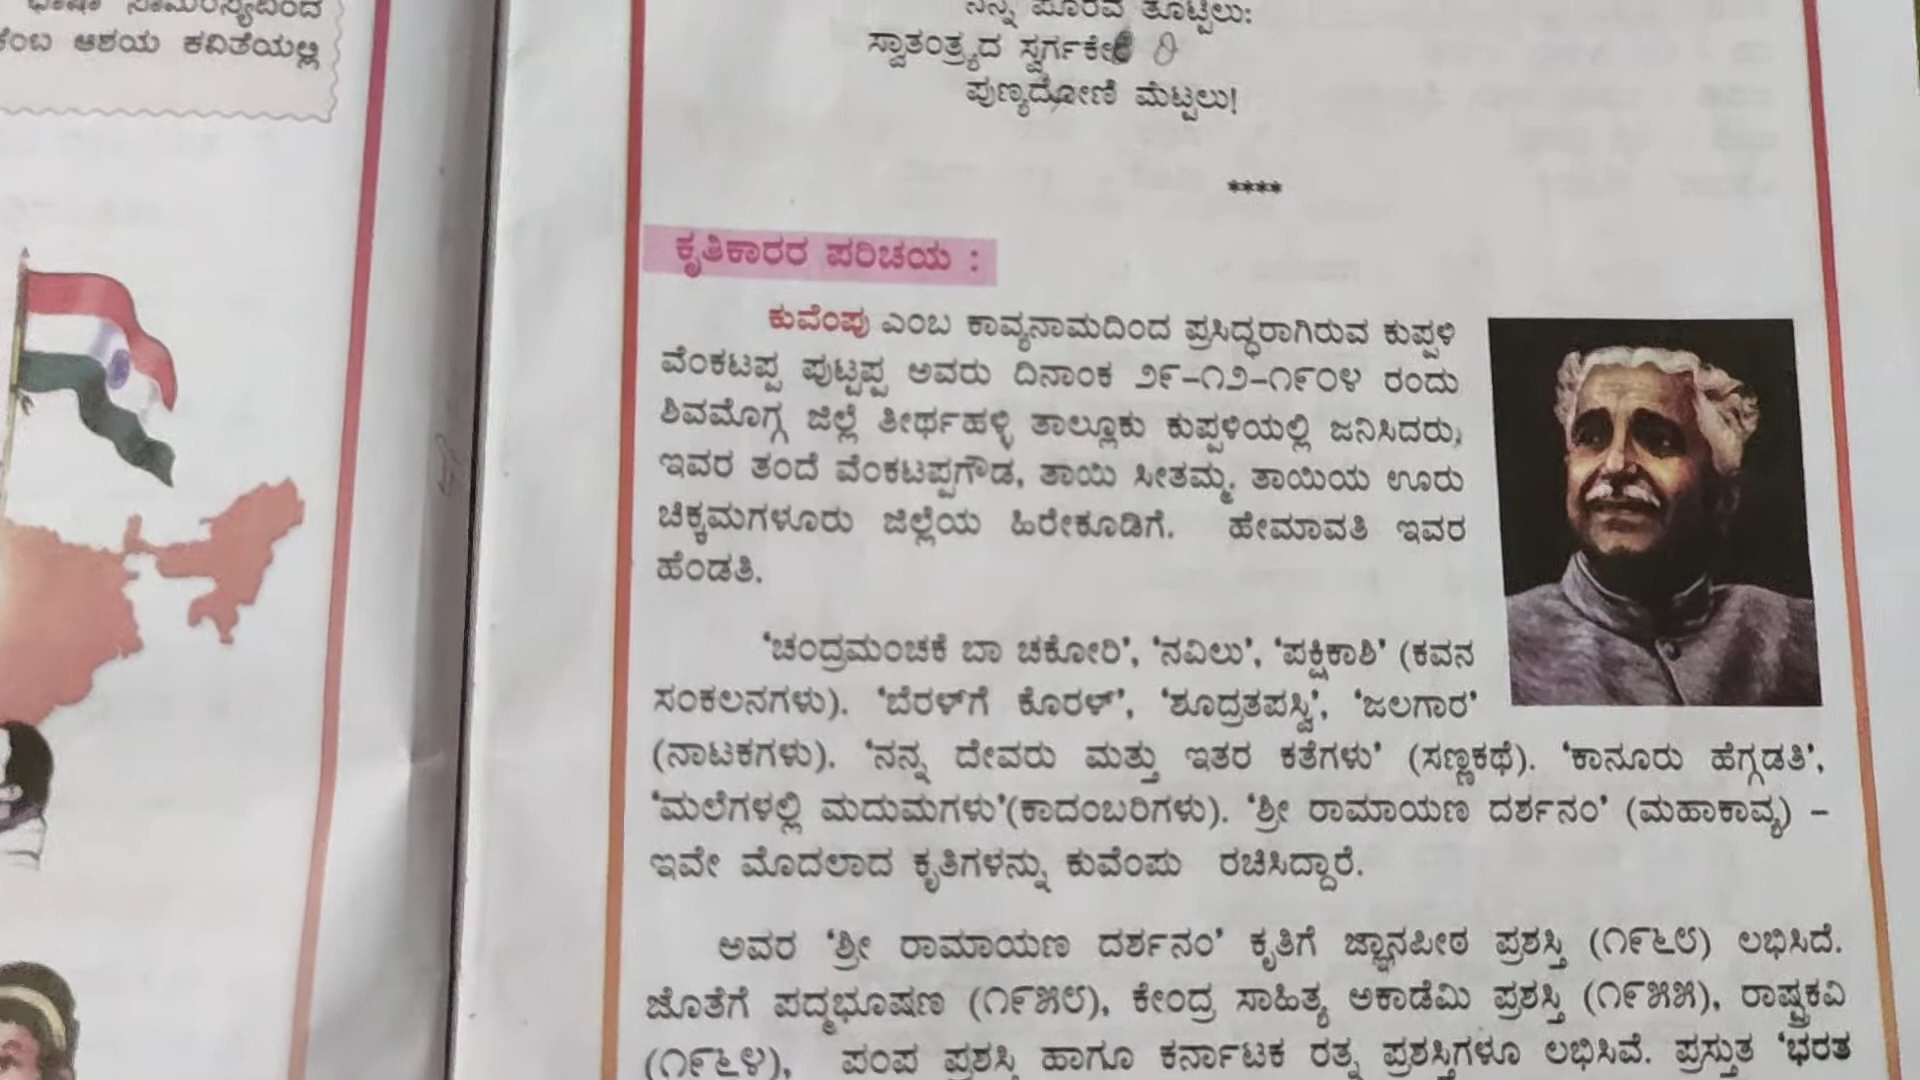 ಕೆಂಬ ಆಶಯ ಕವಿತೆಯಲ್ಲಿ
ನನ್ನ ಪೊರೆವ ತೊಟ್ಟಿಲು:
ಸ್ವಾತಂತ್ರ್ಯದ ಸ್ವರ್ಗಕೇ
ಪುಣ್ಯದೋಣಿ ಮೆಟ್ಟಲು!
****
ಕೃತಿಕಾರರ ಪರಿಚಯ :
ಕುವೆಂಪು ಎಂಬ ಕಾವ್ಯನಾಮದಿಂದ ಪ್ರಸಿದ್ಧರಾಗಿರುವ ಕುಪ್ಪಳಿ
ವೆಂಕಟಪ್ಪ ಪುಟ್ಟಪ್ಪ ಅವರು ದಿನಾಂಕ ೨೯-೧೨-೧೯೦೪ ರಂದು
ಶಿವಮೊಗ್ಗ ಜಿಲ್ಲೆ ತೀರ್ಥಹಳ್ಳಿ ತಾಲ್ಲೂಕು ಕುಪ್ಪಳಿಯಲ್ಲಿ ಜನಿಸಿದರು,
ಇವರ ತಂದೆ ವೆಂಕಟಪ್ಪಗೌಡ, ತಾಯಿ ಸೀತಮ್ಮ, ತಾಯಿಯ ಊರು
ಚಿಕ್ಕಮಗಳೂರು ಜಿಲ್ಲೆಯ ಹಿರೇಕೂಡಿಗೆ. ಹೇಮಾವತಿ ಇವರ
ಹೆಂಡತಿ.
‘ಚಂದ್ರಮಂಚಕೆ ಬಾ ಚಕೋರಿ’, ‘ನವಿಲು’, ‘ಪಕ್ಷಿಕಾಶಿ’ (ಕವನ
ಸಂಕಲನಗಳು). ‘ಬೆರಳ್‌ಗೆ ಕೊರಳ್’, ‘ಶೂದ್ರತಪಸ್ವಿ’, ‘ಜಲಗಾರ’
(ನಾಟಕಗಳು). ‘ನನ್ನ ದೇವರು ಮತ್ತು ಇತರ ಕತೆಗಳು’ (ಸಣ್ಣಕಥೆ). ‘ಕಾನೂರು ಹೆಗ್ಗಡತಿ’,
‘ಮಲೆಗಳಲ್ಲಿ ಮದುಮಗಳು’(ಕಾದಂಬರಿಗಳು). ‘ಶ್ರೀ ರಾಮಾಯಣ ದರ್ಶನಂ’ (ಮಹಾಕಾವ್ಯ) –
ಇವೇ ಮೊದಲಾದ ಕೃತಿಗಳನ್ನು ಕುವೆಂಪು ರಚಿಸಿದ್ದಾರೆ.
ಅವರ ‘ಶ್ರೀ ರಾಮಾಯಣ ದರ್ಶನಂ’ ಕೃತಿಗೆ ಜ್ಞಾನಪೀಠ ಪ್ರಶಸ್ತಿ (೧೯೬೮) ಲಭಿಸಿದೆ.
ಜೊತೆಗೆ ಪದ್ಮಭೂಷಣ (೧೯೫೮), ಕೇಂದ್ರ ಸಾಹಿತ್ಯ ಅಕಾಡೆಮಿ ಪ್ರಶಸ್ತಿ (೧೯೫೫), ರಾಷ್ಟ್ರಕವಿ
(೧೯೬೪), ಪಂಪ ಪ್ರಶಸ್ತಿ ಹಾಗೂ ಕರ್ನಾಟಕ ರತ್ನ ಪ್ರಶಸ್ತಿಗಳೂ ಲಭಿಸಿವೆ. ಪ್ರಸ್ತುತ ‘ಭರತ